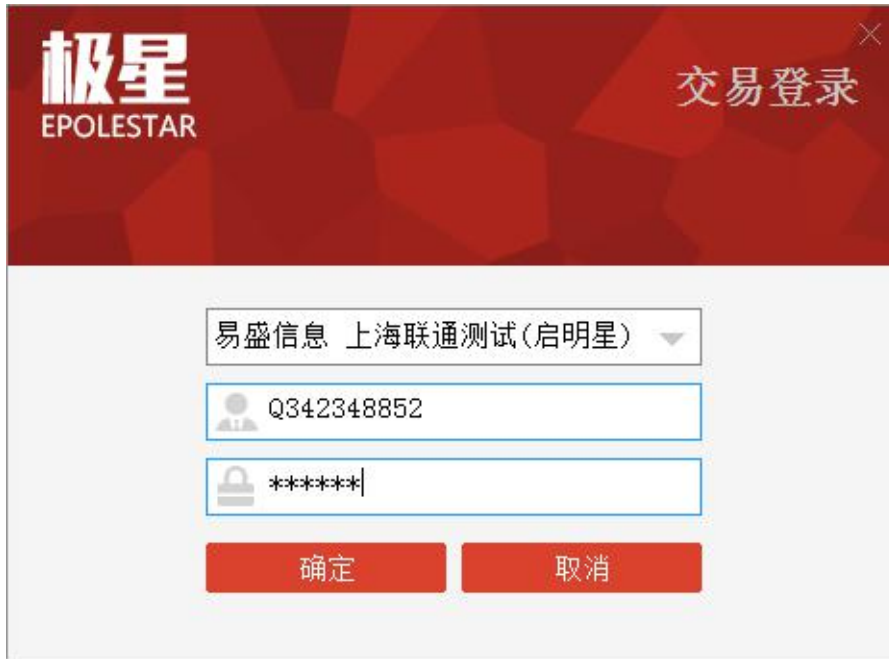 极星
EPOLESTAR
交易登录
易盛信息 上海联通测试(启明星)
Q342348852
******
确定 取消